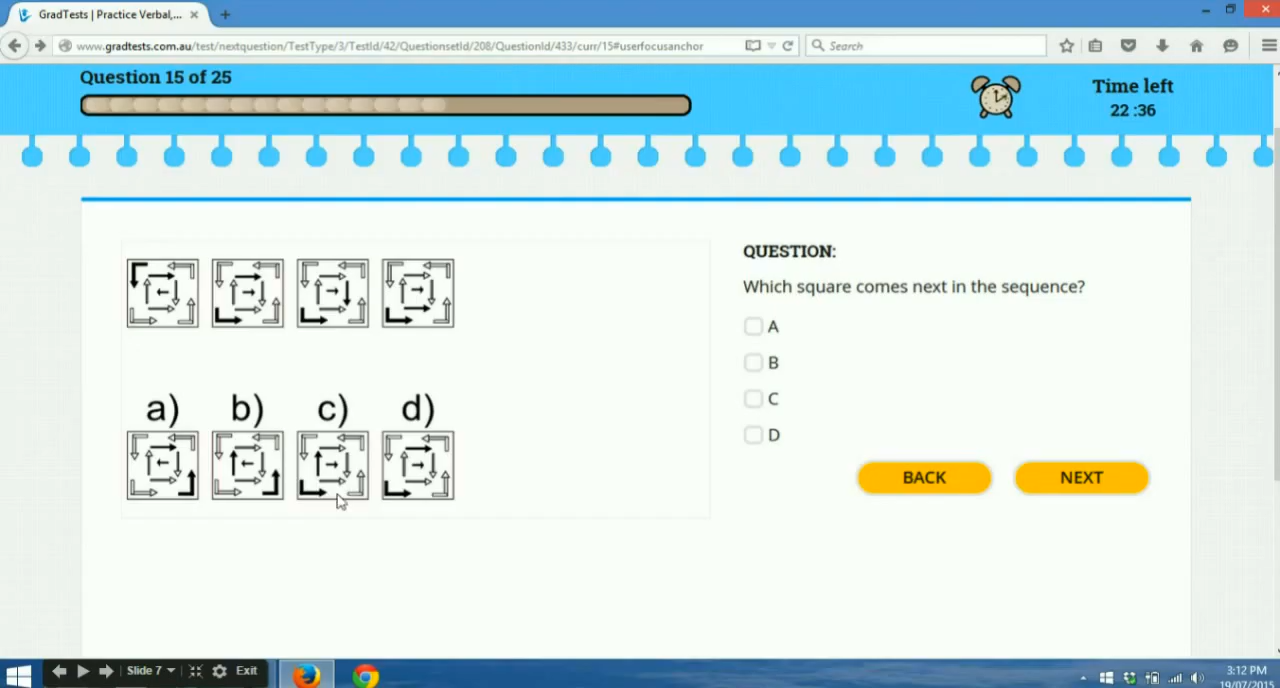 GradTests | Practice Verbal,...
www.gradtests.com.au/test/nextquestion/TestType/3/TestId/42/QuestionsetId/208/QuestionId/433/curr/15#userfocusanchor
Search
Question 15 of 25
Time left
22 :36
QUESTION:
Which square comes next in the sequence?
A
B
C
D
a) b) c) d)
BACK NEXT
Slide 7 Exit
3:12 PM
19/07/2015